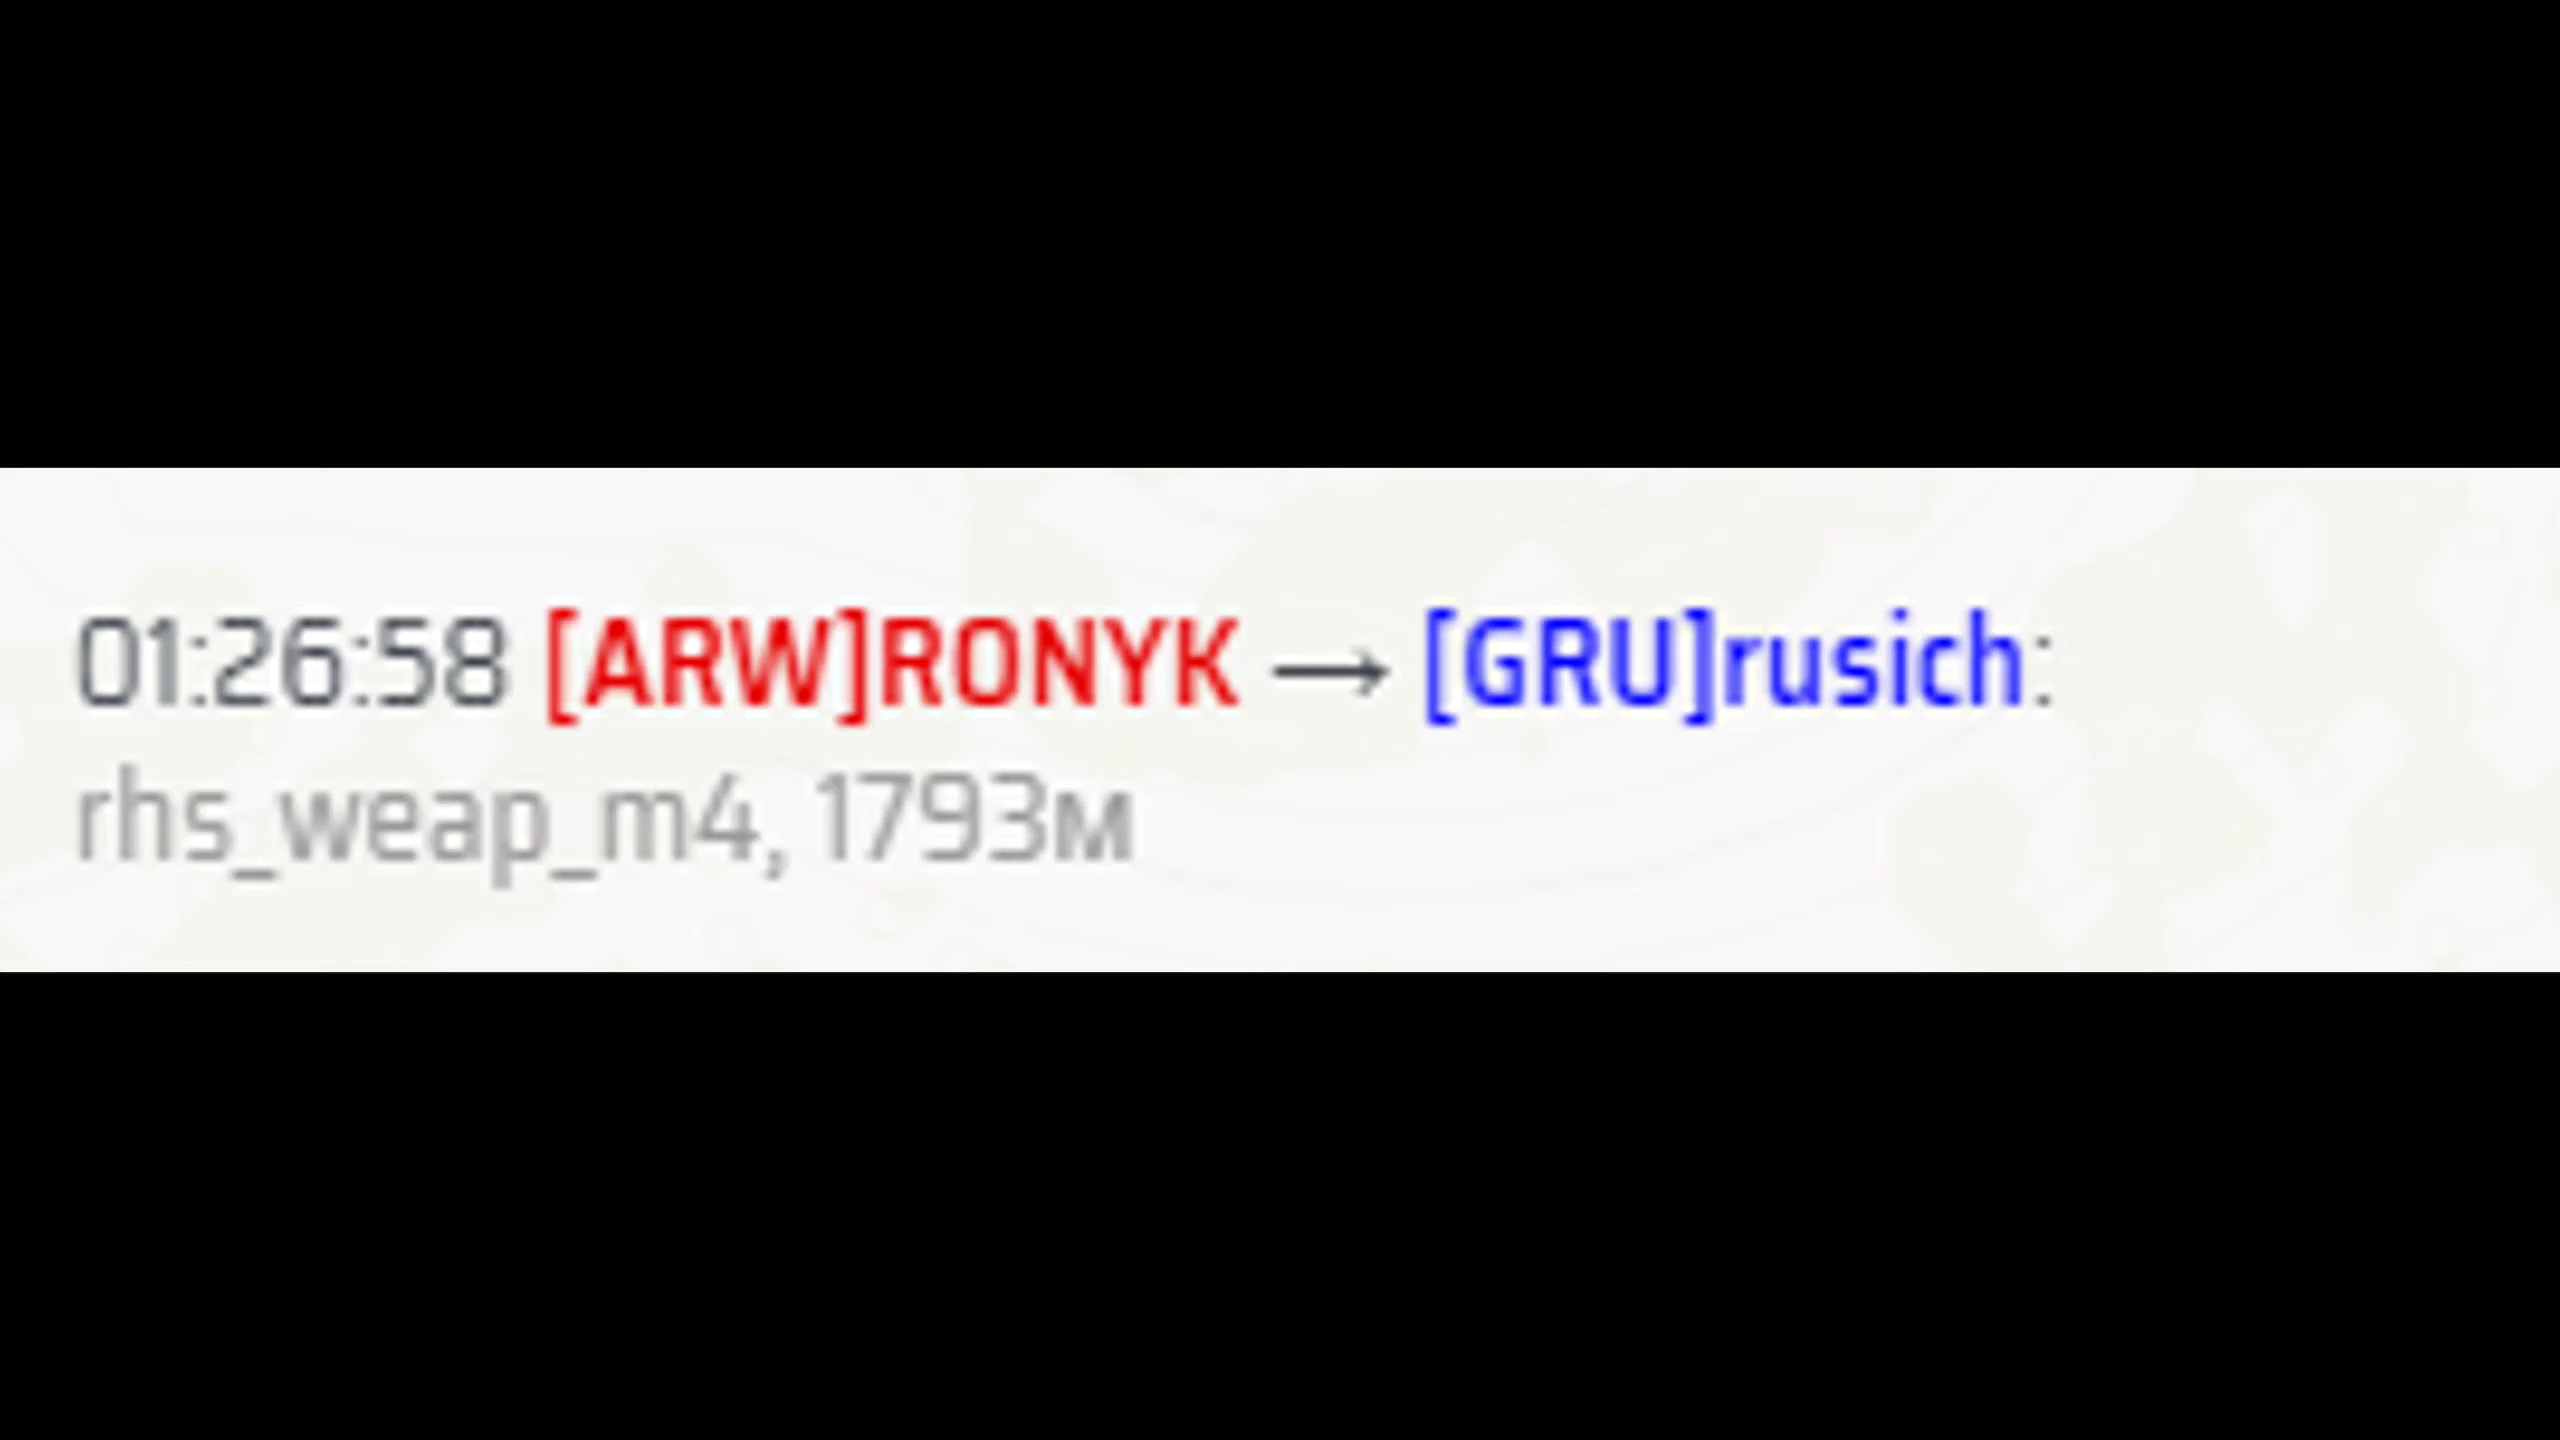 01:26:58 [ARW]RONYK → [GRU]rusich:
rhs_weap_m4, 1793м